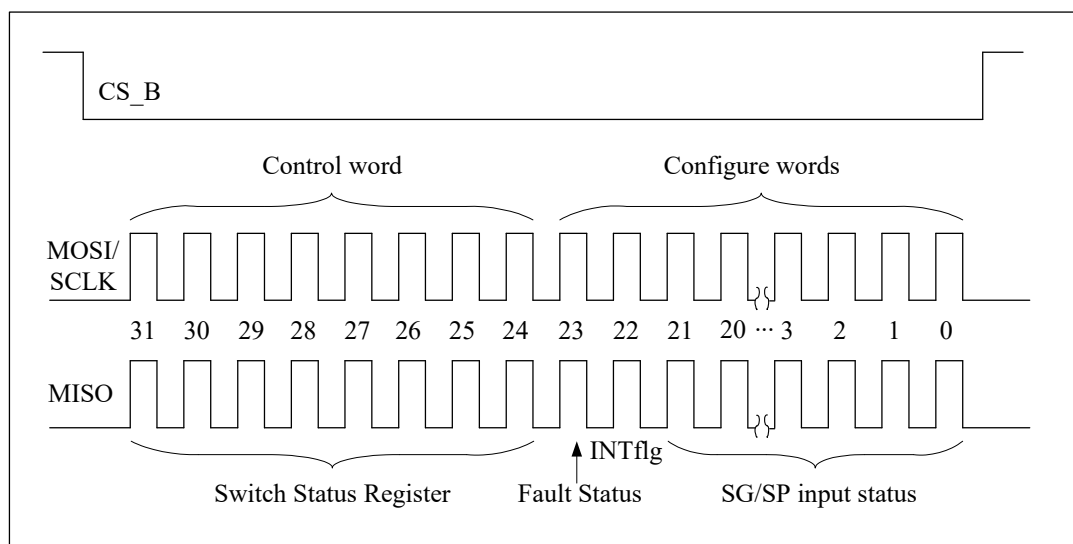 CS_B
Control word
Configure words
MOSI/
SCLK
31 30 29 28 27 26 25 24 23 22 21 20 ··· 3 2 1 0
MISO
INTflg
Switch Status Register
Fault Status
SG/SP input status